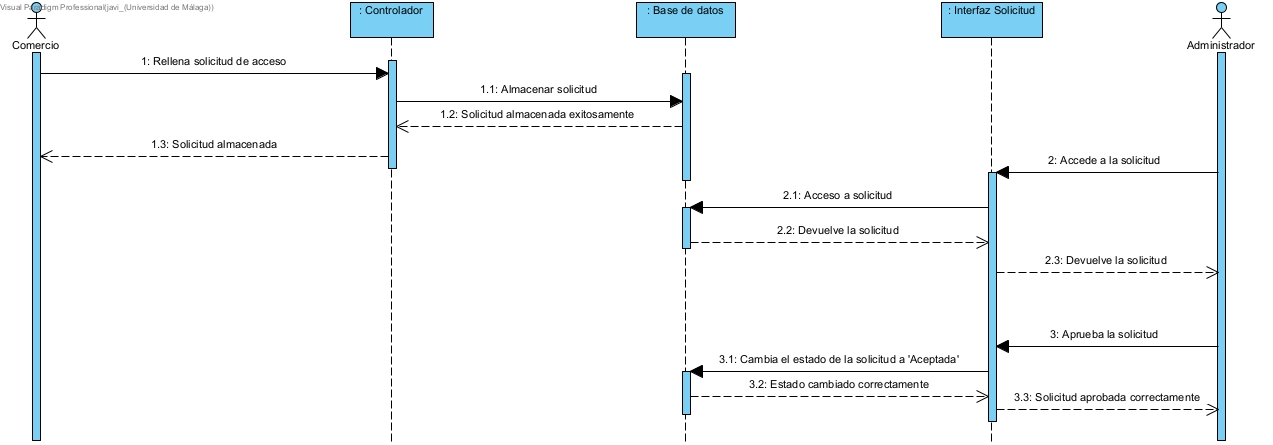 Visual Paradigm Professional(javi_(Universidad de Málaga))
: Controlador
: Base de datos
: Interfaz Solicitud
Comercio
Administrador
1: Rellena solicitud de acceso
1.1: Almacenar solicitud
1.2: Solicitud almacenada exitosamente
1.3: Solicitud almacenada
2: Accede a la solicitud
2.1: Acceso a solicitud
2.2: Devuelve la solicitud
2.3: Devuelve la solicitud
3: Aprueba la solicitud
3.1: Cambia el estado de la solicitud a 'Aceptada'
3.2: Estado cambiado correctamente
3.3: Solicitud aprobada correctamente